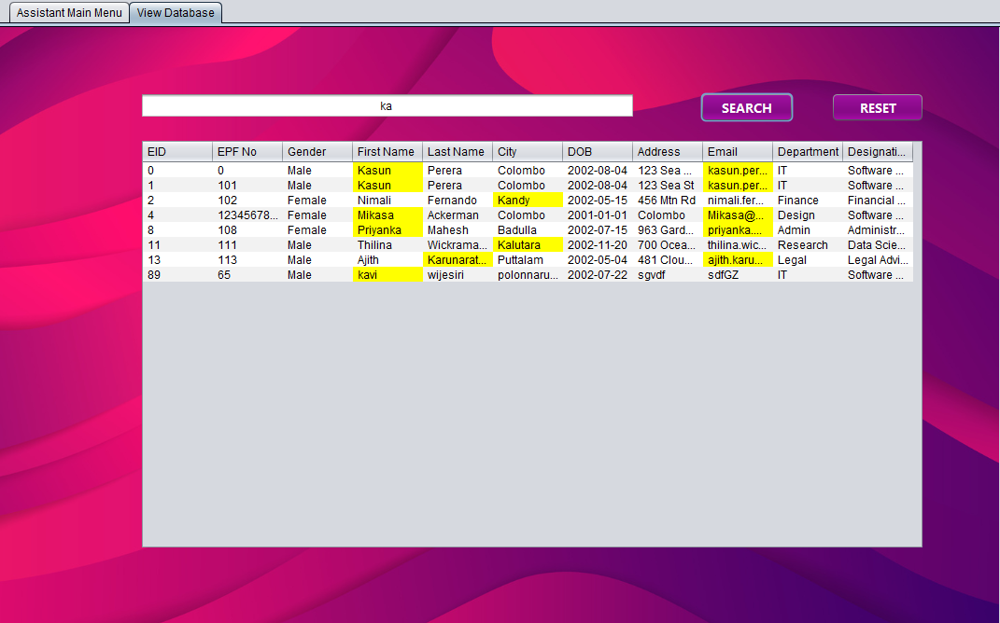 Assistant Main Menu View Database
ka SEARCH RESET
EID EPF No Gender First Name Last Name City DOB Address Email Department Designati...
0 0 Male Kasun Perera Colombo 2002-08-04 123 Sea ... kasun.per... IT Software ...
1 101 Male Kasun Perera Colombo 2002-08-04 123 Sea St kasun.per... IT Software ...
2 102 Female Nimali Fernando Kandy 2002-05-15 456 Mtn Rd nimali.fer... Finance Financial ...
4 12345678... Female Mikasa Ackerman Colombo 2001-01-01 Colombo Mikasa@... Design Software ...
8 108 Female Priyanka Mahesh Badulla 2002-07-15 963 Gard... priyanka.... Admin Administr...
11 111 Male Thilina Wickrama... Kalutara 2002-11-20 700 Ocea... thilina.wic... Research Data Scie...
13 113 Male Ajith Karunarat... Puttalam 2002-05-04 481 Clou... ajith.karu... Legal Legal Advi...
89 65 Male kavi wijesiri polonnaru... 2002-07-22 sgvdf sdfGZ IT Software ...